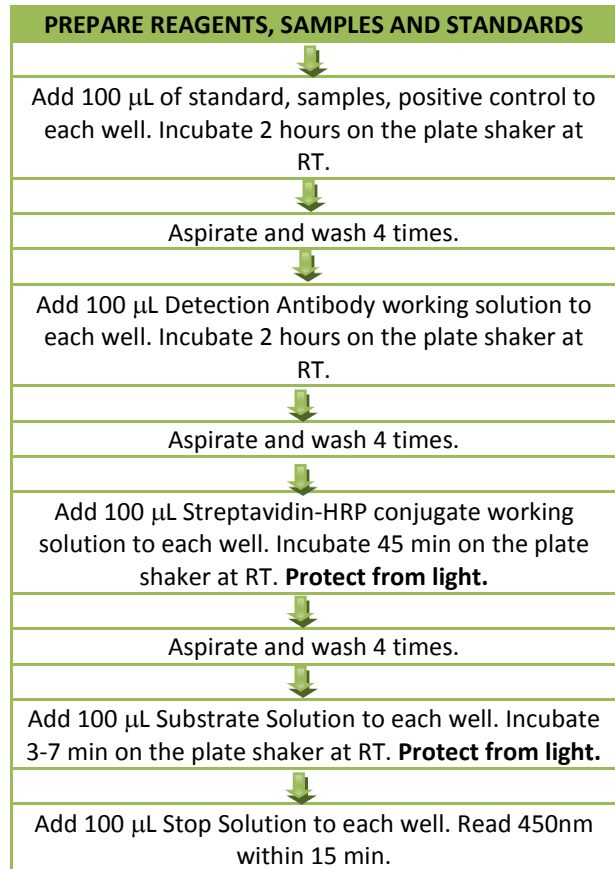 PREPARE REAGENTS, SAMPLES AND STANDARDS
Add 100 μL of standard, samples, positive control to
each well. Incubate 2 hours on the plate shaker at
RT.
Aspirate and wash 4 times.
Add 100 μL Detection Antibody working solution to
each well. Incubate 2 hours on the plate shaker at
RT.
Aspirate and wash 4 times.
Add 100 μL Streptavidin-HRP conjugate working
solution to each well. Incubate 45 min on the plate
shaker at RT. Protect from light.
Aspirate and wash 4 times.
Add 100 μL Substrate Solution to each well. Incubate
3-7 min on the plate shaker at RT. Protect from light.
Add 100 μL Stop Solution to each well. Read 450nm
within 15 min.